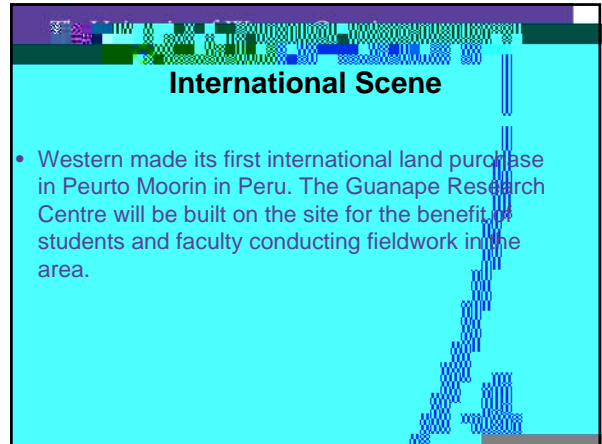 International Scene
• Western made its first international land purchase
in Peurto Moorin in Peru. The Guanape Research
Centre will be built on the site for the benefit of
students and faculty conducting fieldwork in the
area.